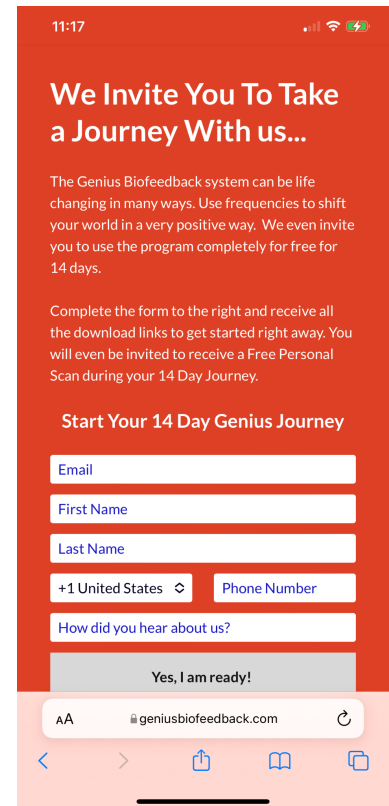 11:17
We Invite You To Take
a Journey With us...
The Genius Biofeedback system can be life
changing in many ways. Use frequencies to shift
your world in a very positive way. We even invite
you to use the program completely for free for
14 days.
Complete the form to the right and receive all
the download links to get started right away. You
will even be invited to receive a Free Personal
Scan during your 14 Day Journey.
Start Your 14 Day Genius Journey
Email
First Name
Last Name
+1 United States Phone Number
How did you hear about us?
Yes, I am ready!
AA geniusbiofeedback.com